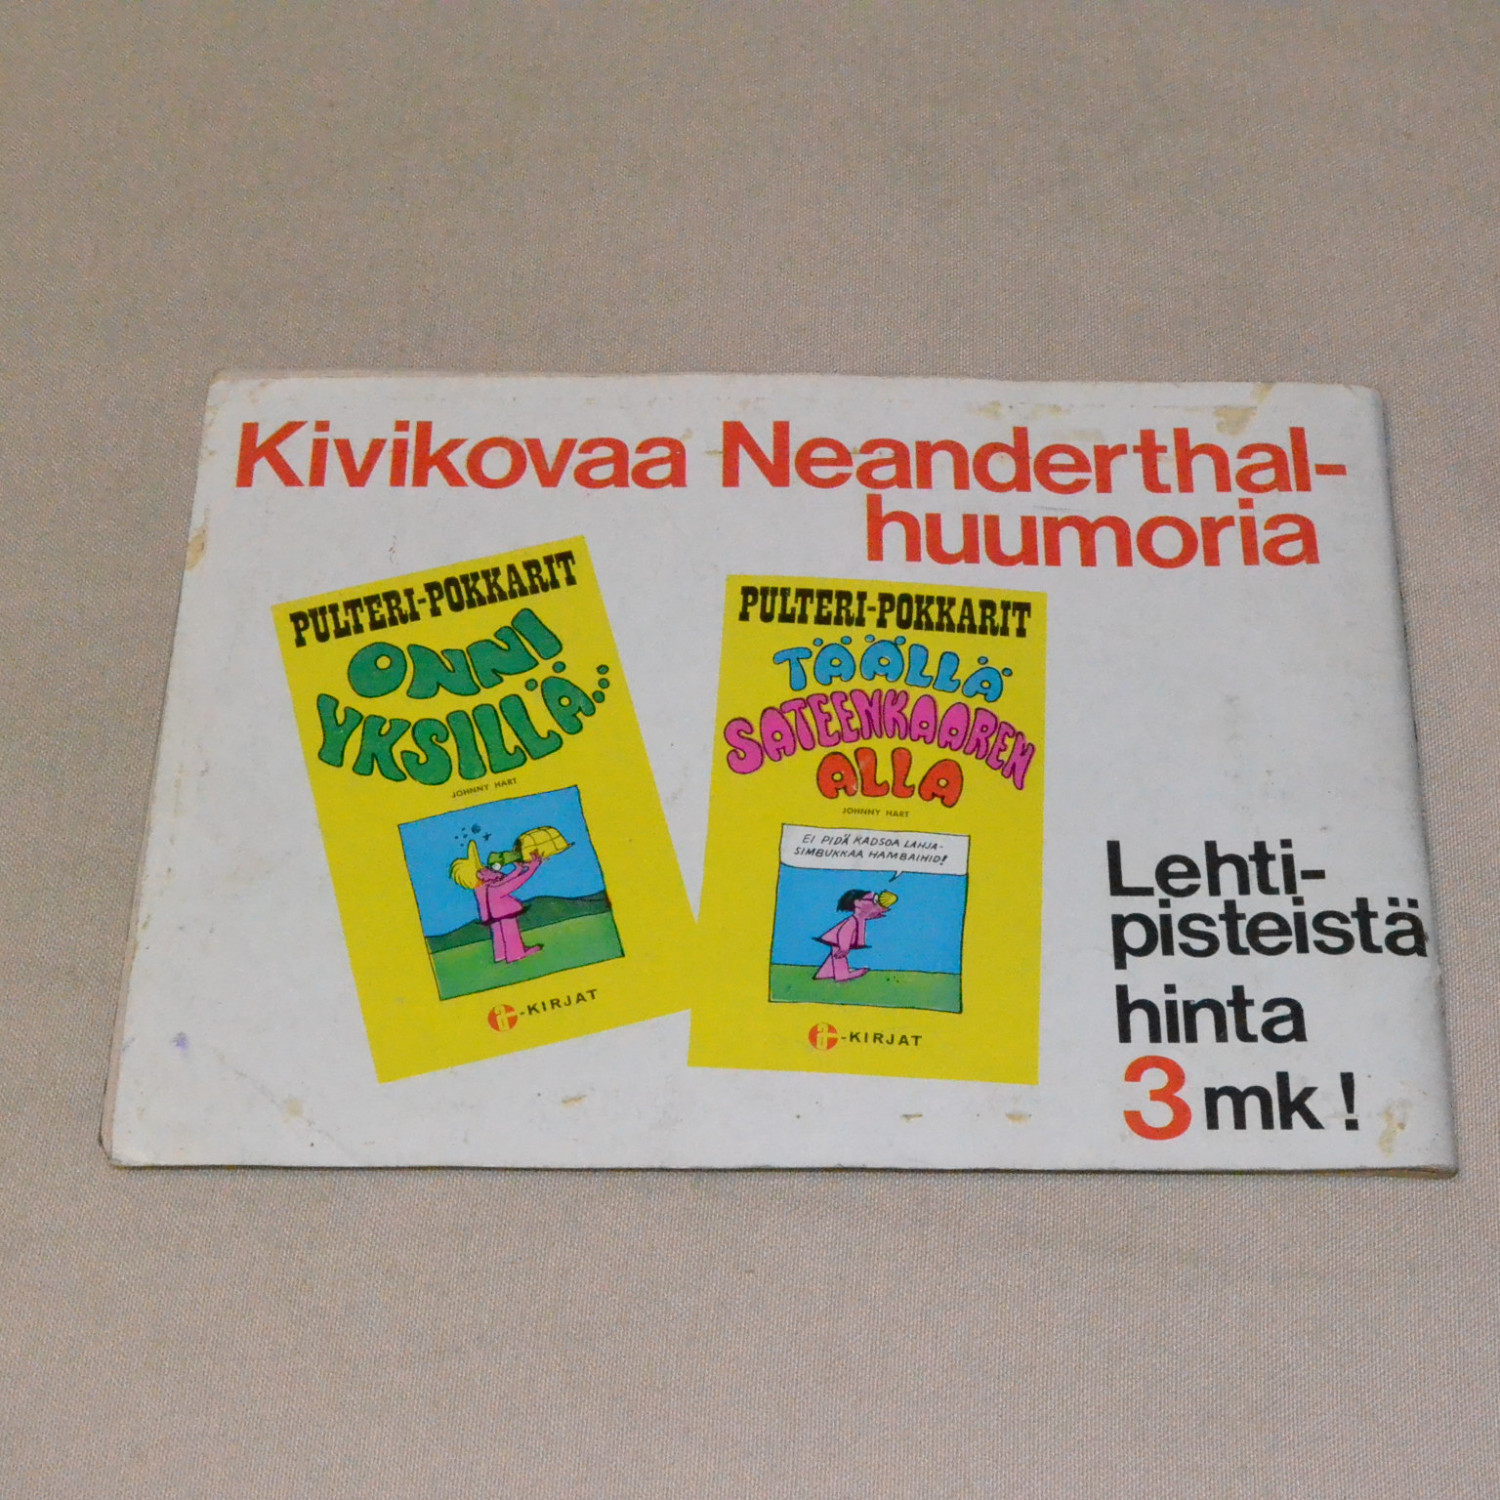 Kivikovaa Neanderthal-
huumoria
PULTERI-POKKARIT
ONNI
YKSILLÄ..
JOHNNY HART
a-KIRJAT
PULTERI-POKKARIT
TÄÄLLÄ
SATEENKAAREN
ALLA
JOHNNY HART
EI PIDÄ KADSOA LAHJA-
SIMBUKKAA HAMBAIHID!
a-KIRJAT
Lehti-
pisteistä
hinta
3 mk!